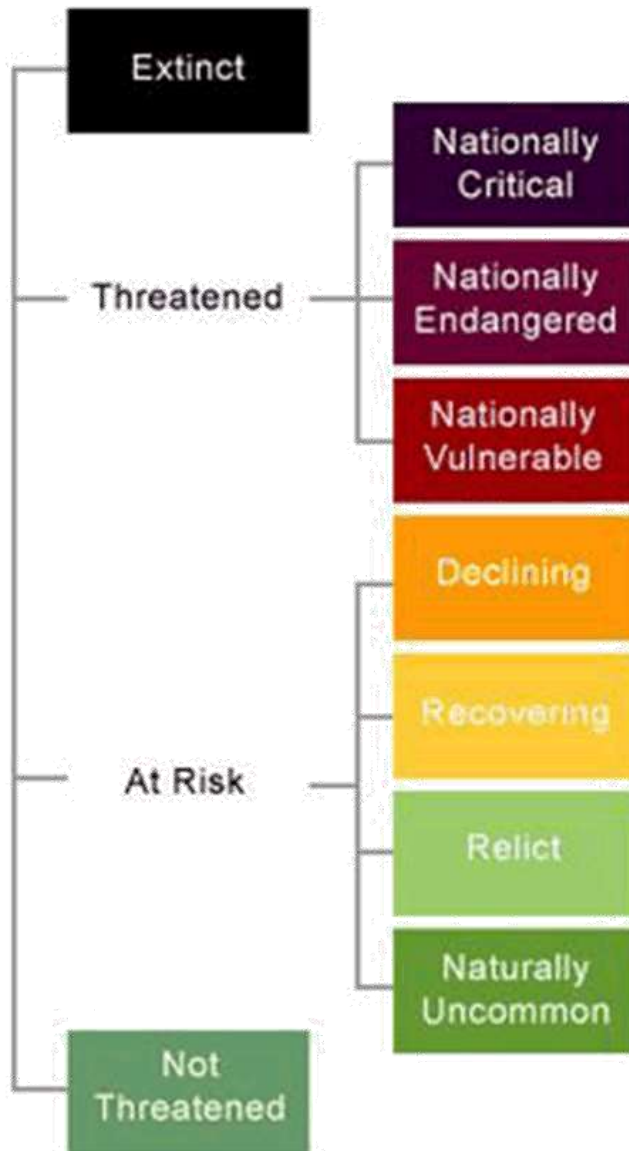 Extinct
Threatened
Nationally
Critical
Nationally
Endangered
Nationally
Vulnerable
At Risk
Declining
Recovering
Relict
Naturally
Uncommon
Not
Threatened